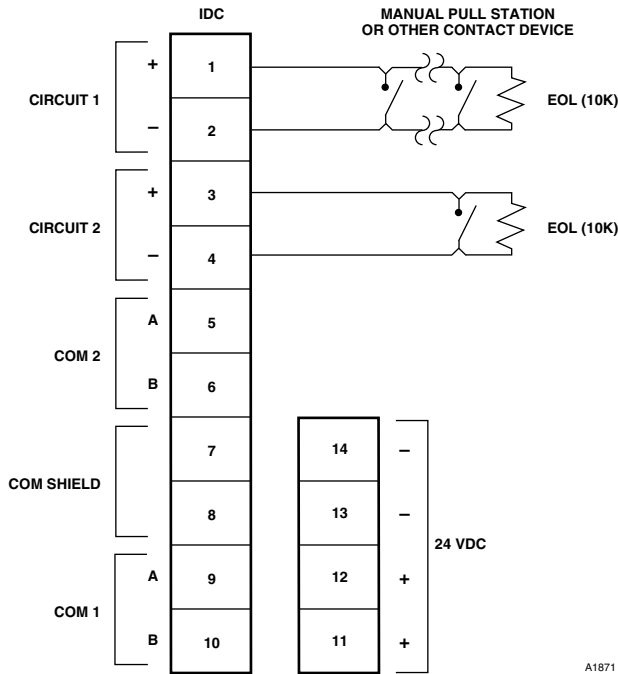 IDC
MANUAL PULL STATION
OR OTHER CONTACT DEVICE
CIRCUIT 1
+
1
–
2
EOL (10K)
CIRCUIT 2
+
3
–
4
EOL (10K)
COM 2
A
5
B
6
COM SHIELD
7
8
COM 1
A
9
B
10
14
–
13
–
12
+
11
+
24 VDC
A1871